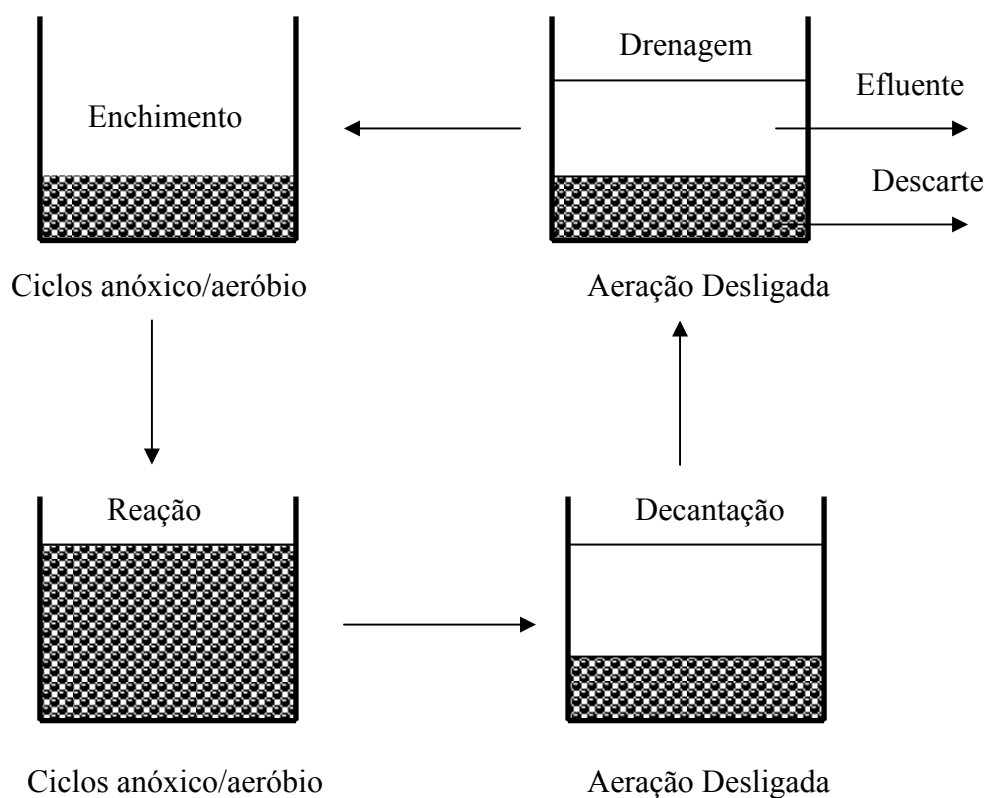 Enchimento
Drenagem
Efluente
Descarte
Ciclos anóxico/aeróbio
Aeração Desligada
Reação
Decantação
Ciclos anóxico/aeróbio
Aeração Desligada